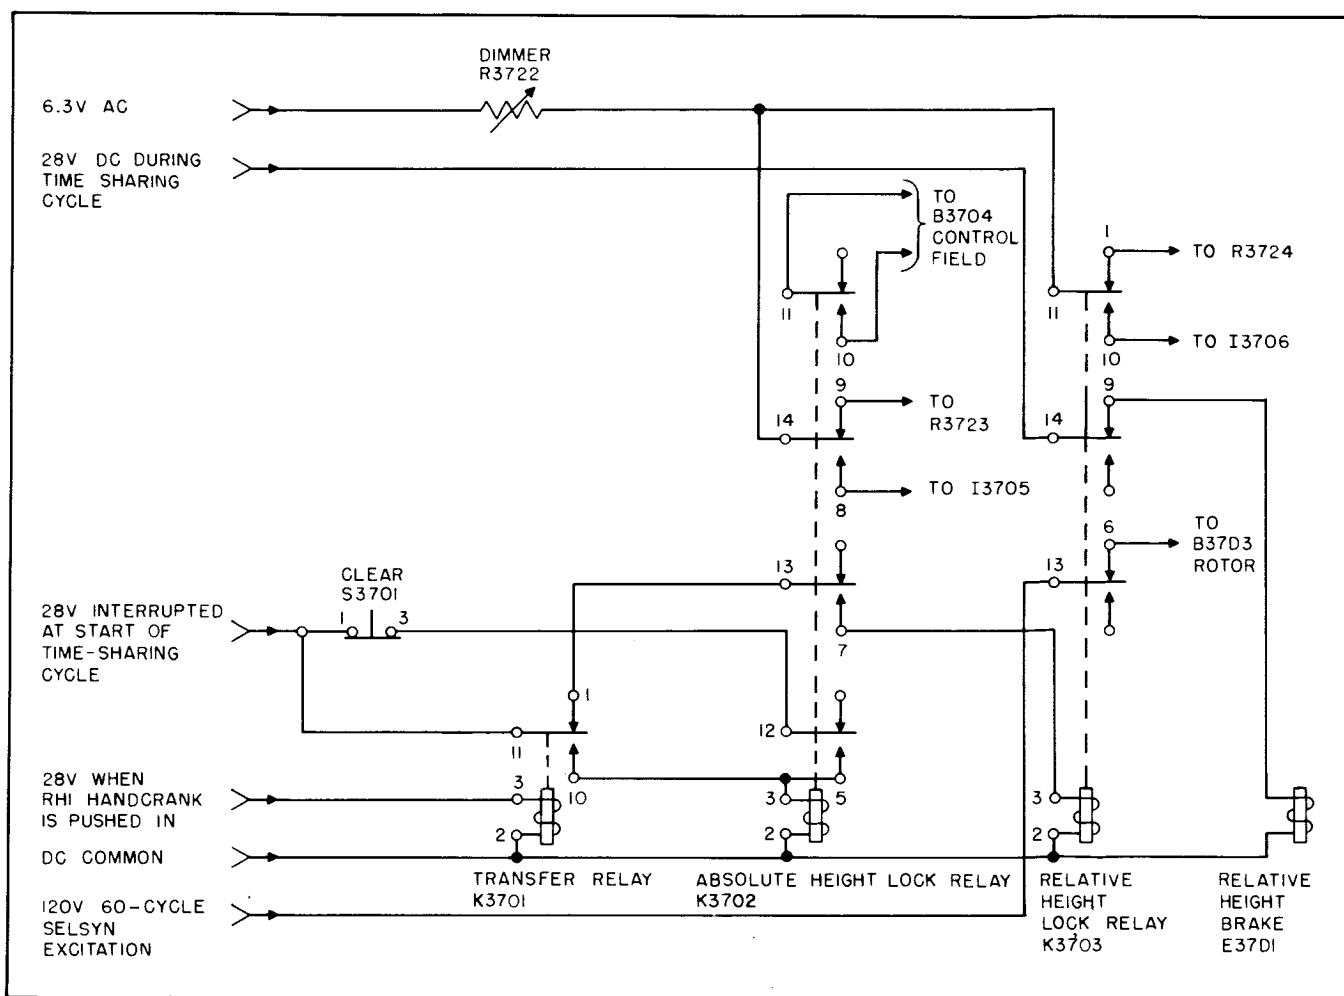 DIMMER
R3722
6.3V AC
28V DC DURING
TIME SHARING
CYCLE
TO
B3704
CONTROL
FIELD
1
TO R3724
11
11
10
10
TO I3706
9
9
TO
R3723
14
14
TO I3705
8
6
TO
B37D3
ROTOR
13
13
CLEAR
S3701
1
3
28V INTERRUPTED
AT START OF
TIME-SHARING
CYCLE
7
1
11
12
28V WHEN
RHI HANDCRANK
IS PUSHED IN
3
10
3
5
3
2
2
2
DC COMMON
TRANSFER RELAY
K3701
ABSOLUTE HEIGHT LOCK RELAY
K3702
RELATIVE
HEIGHT
LOCK RELAY
K3703
RELATIVE
HEIGHT
BRAKE
E37D1
120V 60-CYCLE
SELSYN
EXCITATION